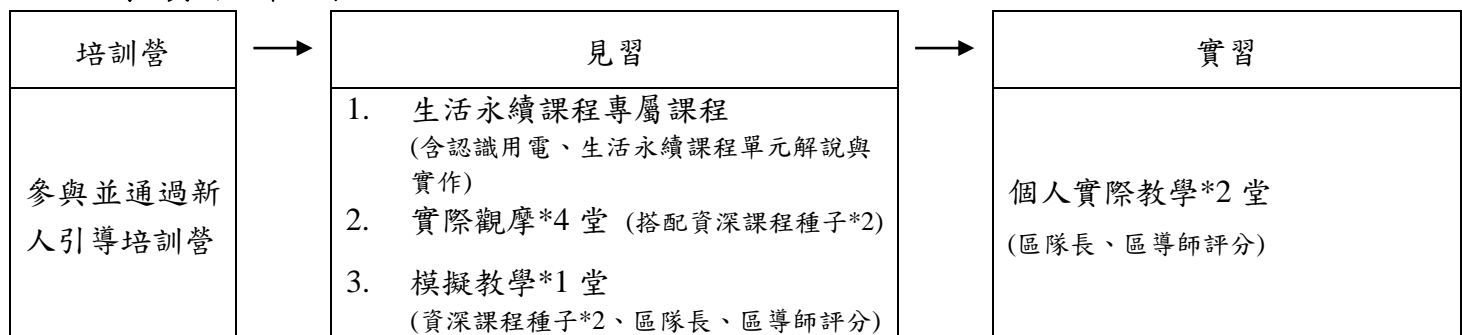 培訓營
見習
實習
參與並通過新
人引導培訓營
1. 生活永續課程專屬課程
(含認識用電、生活永續課程單元解說與
實作)
2. 實際觀摩*4 堂 (搭配資深課程種子*2)
3. 模擬教學*1 堂
(資深課程種子*2、區隊長、區導師評分)
個人實際教學*2 堂
(區隊長、區導師評分)